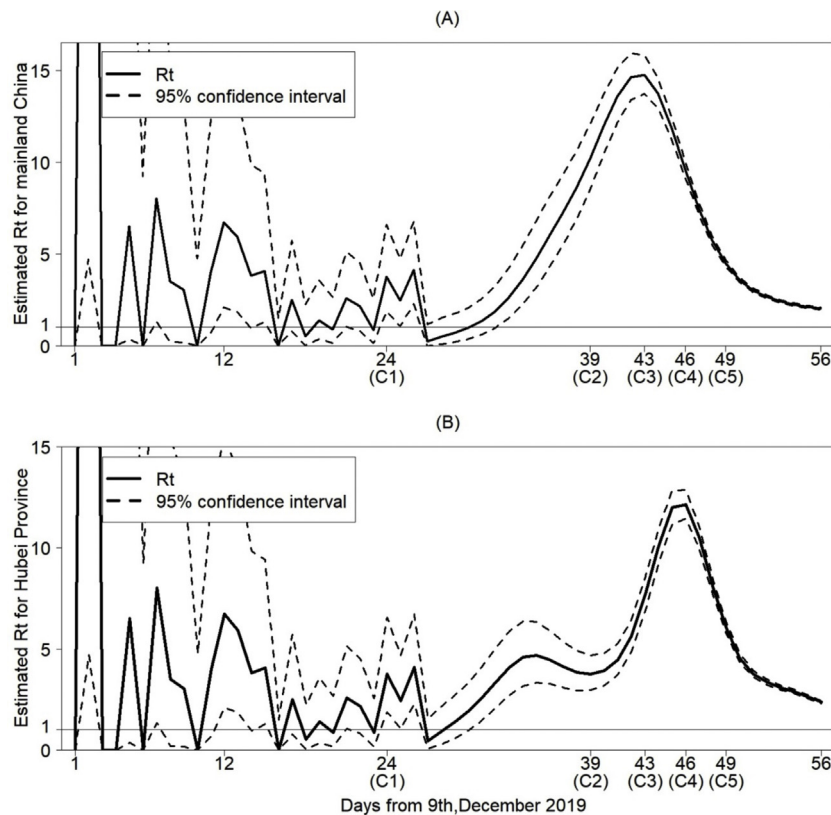 (A)
Estimated Rt for mainland China
15
10
5
1
0
Rt
95% confidence interval
1 12 24 39 43 46 49 56
(C1) (C2) (C3) (C4) (C5)
(B)
Estimated Rt for Hubei Province
15
10
5
1
0
Rt
95% confidence interval
1 12 24 39 43 46 49 56
(C1) (C2) (C3) (C4) (C5)
Days from 9th,December 2019